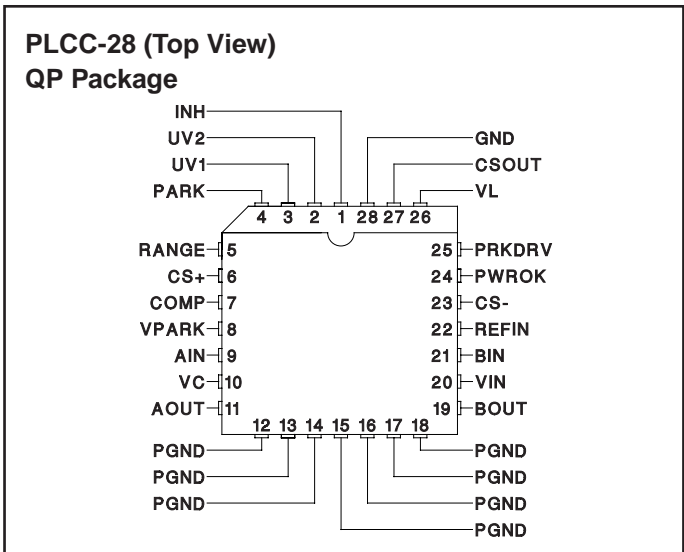 PLCC-28 (Top View)
QP Package
INH
UV2
GND
UV1
CSOUT
PARK
VL
4 3 2 1 28 27 26
RANGE 5
25 PRKDRV
CS+ 6
24 PWROK
COMP 7
23 CS-
VPARK 8
22 REFIN
AIN 9
21 BIN
VC 10
20 VIN
AOUT 11
19 BOUT
12 13 14 15 16 17 18
PGND
PGND
PGND
PGND
PGND
PGND
PGND